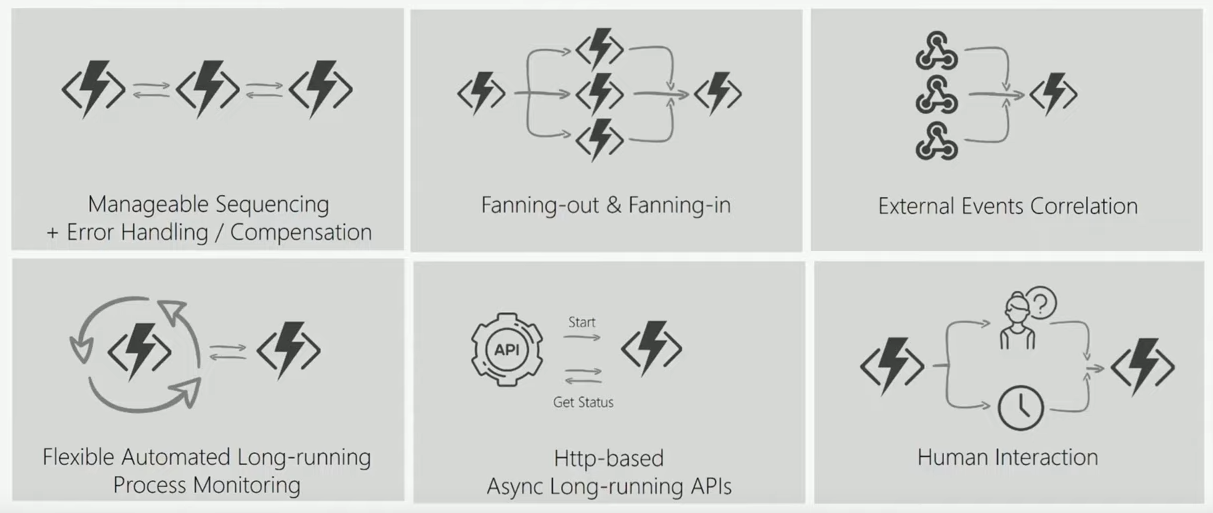 Manageable Sequencing
+ Error Handling / Compensation
Fanning-out & Fanning-in
External Events Correlation
Flexible Automated Long-running
Process Monitoring
API
Start
Get Status
Http-based
Async Long-running APIs
?
Human Interaction